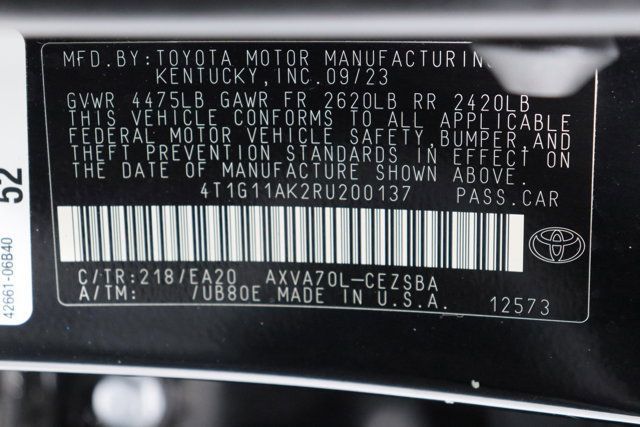 MFD.BY:TOYOTA MOTOR MANUFACTURING
KENTUCKY,INC.09/23
GVWR 4475LB GAWR FR 2620LB RR 2420LB
THIS VEHICLE CONFORMS TO ALL APPLICABLE
FEDERAL MOTOR VEHICLE SAFETY,BUMPER,AND
THEFT PREVENTION STANDARDS IN EFFECT ON
THE DATE OF MANUFACTURE SHOWN ABOVE.
4T1G11AK2RU200137 PASS.CAR
C/TR:218/EA20 AXVA70L-CEZSBA
A/TM: /UB80E MADE IN U.S.A. 12573
52
42661-06B40